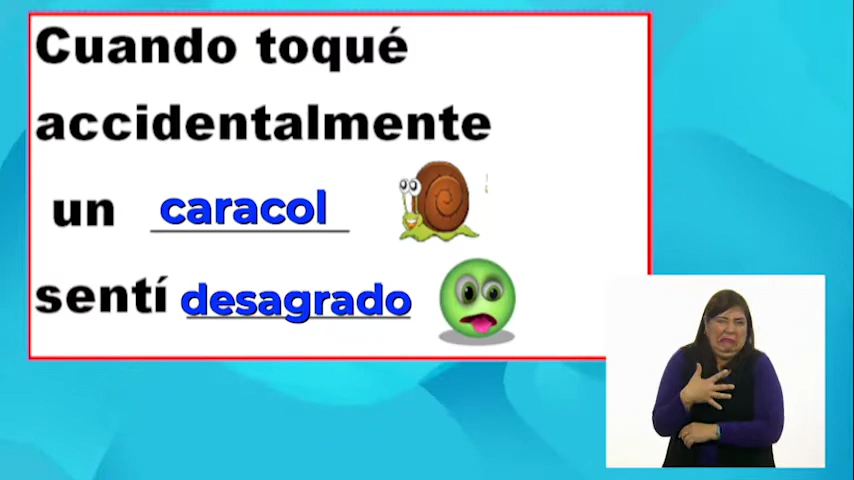 Cuando toqué
accidentalmente
un caracol
sentí desagrado